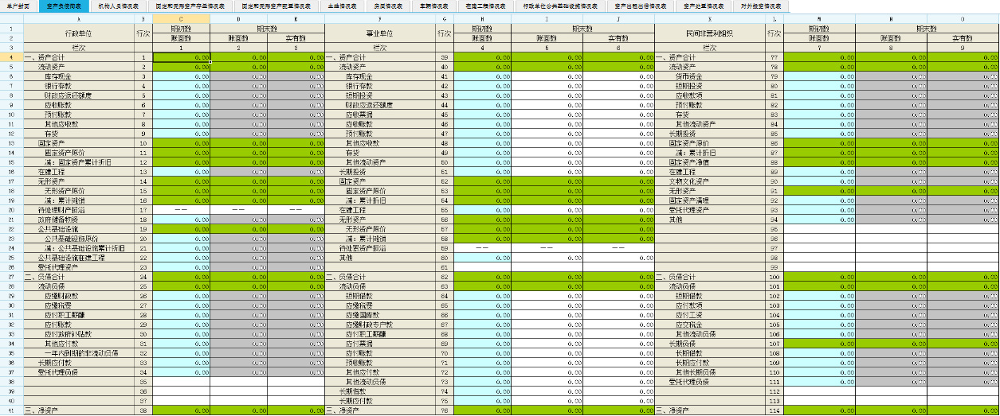 单户封面 资产负债简表 机构人员情况表 固定和无形资产存量情况表 固定和无形资产配置情况表 土地情况表 房屋情况表 车辆情况表 在建工程情况表 行政单位公共基础设施情况表 资产出租出借情况表 资产处置情况表 对外投资情况表
A B C D E F G H I J K L M N O
1 行政单位 行次 期初数 期末数 事业单位 行次 期初数 期末数 民间非营利组织 行次 期初数 期末数
2 账面数 账面数 实有数 账面数 账面数 实有数 账面数 账面数 实有数
3 栏次 1 2 3 栏次 4 5 6 栏次 7 8 9
4 一、资产合计 1 0.00 0.00 0.00 一、资产合计 39 0.00 0.00 0.00 一、资产合计 77 0.00 0.00 0.00
5 流动资产 2 0.00 0.00 0.00 流动资产 40 0.00 0.00 0.00 流动资产 78 0.00 0.00 0.00
6 库存现金 3 0.00 0.00 0.00 库存现金 41 0.00 0.00 0.00 货币资金 79 0.00 0.00 0.00
7 银行存款 4 0.00 0.00 0.00 银行存款 42 0.00 0.00 0.00 短期投资 80 0.00 0.00 0.00
8 财政应返还额度 5 0.00 0.00 0.00 短期投资 43 0.00 0.00 0.00 应收款项 81 0.00 0.00 0.00
9 应收账款 6 0.00 0.00 0.00 财政应返还额度 44 0.00 0.00 0.00 预付账款 82 0.00 0.00 0.00
10 预付账款 7 0.00 0.00 0.00 应收票据 45 0.00 0.00 0.00 存货 83 0.00 0.00 0.00
11 其他应收款 8 0.00 0.00 0.00 应收账款 46 0.00 0.00 0.00 其他流动资产 84 0.00 0.00 0.00
12 存货 9 0.00 0.00 0.00 预付账款 47 0.00 0.00 0.00 长期投资 85 0.00 0.00 0.00
13 固定资产 10 0.00 0.00 0.00 其他应收款 48 0.00 0.00 0.00 固定资产原价 86 0.00 0.00 0.00
14 固定资产原价 11 0.00 0.00 0.00 存货 49 0.00 0.00 0.00 减：累计折旧 87 0.00 0.00 0.00
15 减：固定资产累计折旧 12 0.00 0.00 0.00 其他流动资产 50 0.00 0.00 0.00 固定资产净值 88 0.00 0.00 0.00
16 在建工程 13 0.00 0.00 0.00 长期投资 51 0.00 0.00 0.00 在建工程 89 0.00 0.00 0.00
17 无形资产 14 0.00 0.00 0.00 固定资产 52 0.00 0.00 0.00 文物文化资产 90 0.00 0.00 0.00
18 无形资产原价 15 0.00 0.00 0.00 固定资产原价 53 0.00 0.00 0.00 无形资产 91 0.00 0.00 0.00
19 减：累计摊销 16 0.00 0.00 0.00 减：累计折旧 54 0.00 0.00 0.00 固定资产清理 92 0.00 0.00 0.00
20 待处理财产损溢 17 —— —— —— 在建工程 55 0.00 0.00 0.00 受托代理资产 93 0.00 0.00 0.00
21 政府储备物资 18 0.00 0.00 0.00 无形资产 56 0.00 0.00 0.00 其他 94 0.00 0.00 0.00
22 公共基础设施 19 0.00 0.00 0.00 无形资产原价 57 0.00 0.00 0.00 95
23 公共基础设施原价 20 0.00 0.00 0.00 减：累计摊销 58 0.00 0.00 0.00 96
24 减：公共基础设施累计折旧 21 0.00 0.00 0.00 待处置资产损溢 59 —— —— —— 97
25 公共基础设施在建工程 22 0.00 0.00 0.00 其他 60 0.00 0.00 0.00 98
26 受托代理资产 23 0.00 0.00 0.00 61 99
27 二、负债合计 24 0.00 0.00 0.00 二、负债合计 62 0.00 0.00 0.00 二、负债合计 100 0.00 0.00 0.00
28 流动负债 25 0.00 0.00 0.00 流动负债 63 0.00 0.00 0.00 流动负债 101 0.00 0.00 0.00
29 应缴财政款 26 0.00 0.00 0.00 短期借款 64 0.00 0.00 0.00 短期借款 102 0.00 0.00 0.00
30 应缴税费 27 0.00 0.00 0.00 应缴税费 65 0.00 0.00 0.00 应付款项 103 0.00 0.00 0.00
31 应付职工薪酬 28 0.00 0.00 0.00 应缴国库款 66 0.00 0.00 0.00 应付工资 104 0.00 0.00 0.00
32 应付账款 29 0.00 0.00 0.00 应缴财政专户款 67 0.00 0.00 0.00 应交税金 105 0.00 0.00 0.00
33 应付政府补贴款 30 0.00 0.00 0.00 应付职工薪酬 68 0.00 0.00 0.00 其他流动负债 106 0.00 0.00 0.00
34 其他应付款 31 0.00 0.00 0.00 应付票据 69 0.00 0.00 0.00 长期负债 107 0.00 0.00 0.00
35 一年内到期的非流动负债 32 0.00 0.00 0.00 应付账款 70 0.00 0.00 0.00 长期借款 108 0.00 0.00 0.00
36 长期应付款 33 0.00 0.00 0.00 预收账款 71 0.00 0.00 0.00 长期应付款 109 0.00 0.00 0.00
37 受托代理负债 34 0.00 0.00 0.00 其他应付款 72 0.00 0.00 0.00 其他长期负债 110 0.00 0.00 0.00
38 35 其他流动负债 73 0.00 0.00 0.00 受托代理负债 111 0.00 0.00 0.00
39 36 长期借款 74 0.00 0.00 0.00 112
40 37 长期应付款 75 0.00 0.00 0.00 113
41 三、净资产 38 0.00 0.00 0.00 三、净资产 76 0.00 0.00 0.00 三、净资产 114 0.00 0.00 0.00